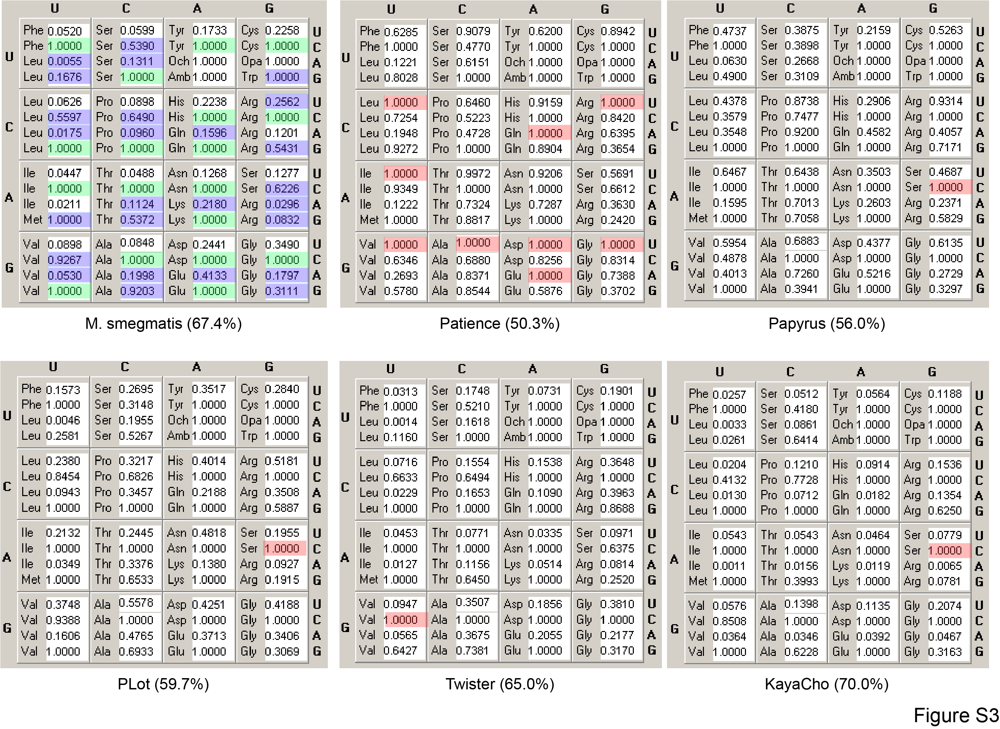 U C A G
Phe 0.0520 Ser 0.0599 Tyr 0.1733 Cys 0.2258 U
Phe 1.0000 Ser 0.5390 Tyr 1.0000 Cys 1.0000 C
U
Leu 0.0055 Ser 0.1311 Och 1.0000 Opa 1.0000 A
Leu 0.1676 Ser 1.0000 Amb 1.0000 Trp 1.0000 G
Leu 0.0626 Pro 0.0898 His 0.2238 Arg 0.2562 U
Leu 0.5597 Pro 0.6490 His 1.0000 Arg 1.0000 C
C
Leu 0.0175 Pro 0.0960 Gln 0.1596 Arg 0.1201 A
Leu 1.0000 Pro 1.0000 Gln 1.0000 Arg 0.5431 G
Ile 0.0447 Thr 0.0488 Asn 0.1268 Ser 0.1277 U
Ile 1.0000 Thr 1.0000 Asn 1.0000 Ser 0.6226 C
A
Ile 0.0211 Thr 0.1124 Lys 0.2180 Arg 0.0296 A
Met 1.0000 Thr 0.5372 Lys 1.0000 Arg 0.0832 G
Val 0.0898 Ala 0.0848 Asp 0.2441 Gly 0.3490 U
Val 0.9267 Ala 1.0000 Asp 1.0000 Gly 1.0000 C
G
Val 0.0530 Ala 0.1998 Glu 0.4133 Gly 0.1797 A
Val 1.0000 Ala 0.9203 Glu 1.0000 Gly 0.3111 G
M. smegmatis (67.4%)
U C A G
Phe 0.6285 Ser 0.9079 Tyr 0.6200 Cys 0.8942 U
Phe 1.0000 Ser 0.4770 Tyr 1.0000 Cys 1.0000 C
U
Leu 0.1221 Ser 0.6151 Och 1.0000 Opa 1.0000 A
Leu 0.8028 Ser 1.0000 Amb 1.0000 Trp 1.0000 G
Leu 1.0000 Pro 0.6460 His 0.9159 Arg 1.0000 U
Leu 0.7254 Pro 0.5223 His 1.0000 Arg 0.8420 C
C
Leu 0.1948 Pro 0.4728 Gln 1.0000 Arg 0.6395 A
Leu 0.9272 Pro 1.0000 Gln 0.8904 Arg 0.3654 G
Ile 1.0000 Thr 0.9972 Asn 0.9206 Ser 0.5691 U
Ile 0.9349 Thr 1.0000 Asn 1.0000 Ser 0.6612 C
A
Ile 0.1222 Thr 0.7324 Lys 0.7287 Arg 0.3630 A
Met 1.0000 Thr 0.8817 Lys 1.0000 Arg 0.2420 G
Val 1.0000 Ala 1.0000 Asp 1.0000 Gly 1.0000 U
Val 0.6346 Ala 0.6880 Asp 0.8256 Gly 0.8314 C
G
Val 0.2693 Ala 0.8371 Glu 1.0000 Gly 0.7388 A
Val 0.5780 Ala 0.8544 Glu 0.5876 Gly 0.3702 G
Patience (50.3%)
U C A G
Phe 0.4737 Ser 0.3875 Tyr 0.2159 Cys 0.5263 U
Phe 1.0000 Ser 0.3898 Tyr 1.0000 Cys 1.0000 C
U
Leu 0.0630 Ser 0.2668 Och 1.0000 Opa 1.0000 A
Leu 0.4900 Ser 0.3109 Amb 1.0000 Trp 1.0000 G
Leu 0.4378 Pro 0.8738 His 0.2906 Arg 0.9314 U
Leu 0.3579 Pro 0.7477 His 1.0000 Arg 1.0000 C
C
Leu 0.3548 Pro 0.9200 Gln 0.4582 Arg 0.4057 A
Leu 1.0000 Pro 1.0000 Gln 1.0000 Arg 0.7171 G
Ile 0.6467 Thr 0.6438 Asn 0.3503 Ser 0.4687 U
Ile 1.0000 Thr 1.0000 Asn 1.0000 Ser 1.0000 C
A
Ile 0.1595 Thr 0.7013 Lys 0.2603 Arg 0.2371 A
Met 1.0000 Thr 0.7058 Lys 1.0000 Arg 0.5829 G
Val 0.5954 Ala 0.6883 Asp 0.4377 Gly 0.6135 U
Val 0.4878 Ala 1.0000 Asp 1.0000 Gly 1.0000 C
G
Val 0.4013 Ala 0.7260 Glu 0.5216 Gly 0.2729 A
Val 1.0000 Ala 0.3941 Glu 1.0000 Gly 0.3297 G
Papyrus (56.0%)
U C A G
Phe 0.1573 Ser 0.2695 Tyr 0.3517 Cys 0.2840 U
Phe 1.0000 Ser 0.3148 Tyr 1.0000 Cys 1.0000 C
U
Leu 0.0046 Ser 0.1955 Och 1.0000 Opa 1.0000 A
Leu 0.2581 Ser 0.5267 Amb 1.0000 Trp 1.0000 G
Leu 0.2380 Pro 0.3217 His 0.4014 Arg 0.5181 U
Leu 0.8454 Pro 0.6826 His 1.0000 Arg 1.0000 C
C
Leu 0.0943 Pro 0.3457 Gln 0.2188 Arg 0.3508 A
Leu 1.0000 Pro 1.0000 Gln 1.0000 Arg 0.5887 G
Ile 0.2132 Thr 0.2445 Asn 0.4818 Ser 0.1955 U
Ile 1.0000 Thr 1.0000 Asn 1.0000 Ser 1.0000 C
A
Ile 0.0349 Thr 0.3376 Lys 0.1380 Arg 0.0927 A
Met 1.0000 Thr 0.6533 Lys 1.0000 Arg 0.1915 G
Val 0.3748 Ala 0.5578 Asp 0.4251 Gly 0.4188 U
Val 0.9388 Ala 1.0000 Asp 1.0000 Gly 1.0000 C
G
Val 0.1606 Ala 0.4765 Glu 0.3713 Gly 0.3406 A
Val 1.0000 Ala 0.6933 Glu 1.0000 Gly 0.3069 G
PLot (59.7%)
U C A G
Phe 0.0313 Ser 0.1748 Tyr 0.0731 Cys 0.1901 U
Phe 1.0000 Ser 0.5210 Tyr 1.0000 Cys 1.0000 C
U
Leu 0.0014 Ser 0.1618 Och 1.0000 Opa 1.0000 A
Leu 0.1160 Ser 1.0000 Amb 1.0000 Trp 1.0000 G
Leu 0.0716 Pro 0.1554 His 0.1538 Arg 0.3648 U
Leu 0.6633 Pro 0.6494 His 1.0000 Arg 1.0000 C
C
Leu 0.0229 Pro 0.1653 Gln 0.1090 Arg 0.3963 A
Leu 1.0000 Pro 1.0000 Gln 1.0000 Arg 0.8688 G
Ile 0.0453 Thr 0.0771 Asn 0.0335 Ser 0.0971 U
Ile 1.0000 Thr 1.0000 Asn 1.0000 Ser 0.6375 C
A
Ile 0.0127 Thr 0.1156 Lys 0.0514 Arg 0.0814 A
Met 1.0000 Thr 0.6450 Lys 1.0000 Arg 0.2520 G
Val 0.0947 Ala 0.3507 Asp 0.1856 Gly 0.3810 U
Val 1.0000 Ala 1.0000 Asp 1.0000 Gly 1.0000 C
G
Val 0.0565 Ala 0.3675 Glu 0.2055 Gly 0.2177 A
Val 0.6427 Ala 0.7381 Glu 1.0000 Gly 0.3170 G
Twister (65.0%)
U C A G
Phe 0.0257 Ser 0.0512 Tyr 0.0564 Cys 0.1188 U
Phe 1.0000 Ser 0.4180 Tyr 1.0000 Cys 1.0000 C
U
Leu 0.0033 Ser 0.0861 Och 1.0000 Opa 1.0000 A
Leu 0.0261 Ser 0.6414 Amb 1.0000 Trp 1.0000 G
Leu 0.0204 Pro 0.1210 His 0.0914 Arg 0.1536 U
Leu 0.4132 Pro 0.7728 His 1.0000 Arg 1.0000 C
C
Leu 0.0130 Pro 0.0712 Gln 0.0182 Arg 0.1354 A
Leu 1.0000 Pro 1.0000 Gln 1.0000 Arg 0.6250 G
Ile 0.0543 Thr 0.0543 Asn 0.0464 Ser 0.0779 U
Ile 1.0000 Thr 1.0000 Asn 1.0000 Ser 1.0000 C
A
Ile 0.0011 Thr 0.0156 Lys 0.0119 Arg 0.0065 A
Met 1.0000 Thr 0.3993 Lys 1.0000 Arg 0.0781 G
Val 0.0576 Ala 0.1398 Asp 0.1135 Gly 0.2074 U
Val 0.8508 Ala 1.0000 Asp 1.0000 Gly 1.0000 C
G
Val 0.0364 Ala 0.0346 Glu 0.0392 Gly 0.0467 A
Val 1.0000 Ala 0.6228 Glu 1.0000 Gly 0.3163 G
KayaCho (70.0%)
Figure S3